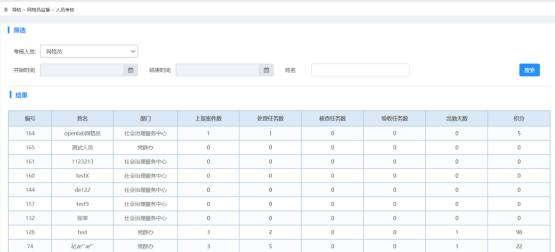 导航 > 网格员监督 > 人员考核
筛选
考核人员: 网格员
开始时间 结束时间 姓名 搜索
结果
编号 姓名 部门 上报案件数 处理任务数 核查任务数 验收任务数 出勤天数 积分
164 openlab网格员 社会治理服务中心 1 1 0 0 0 5
165 测试人员 党群办 0 0 0 0 0 0
161 1123213 社会治理服务中心 0 0 0 0 0 0
160 testX 社会治理服务中心 0 0 0 0 0 0
144 de122 社会治理服务中心 0 0 0 0 0 0
157 test9 社会治理服务中心 0 0 0 0 0 0
132 社会治理服务中心 0 0 0 0 0 0
128 test 党群办 3 2 0 0 1 98
74 党群办 3 5 0 0 1 22